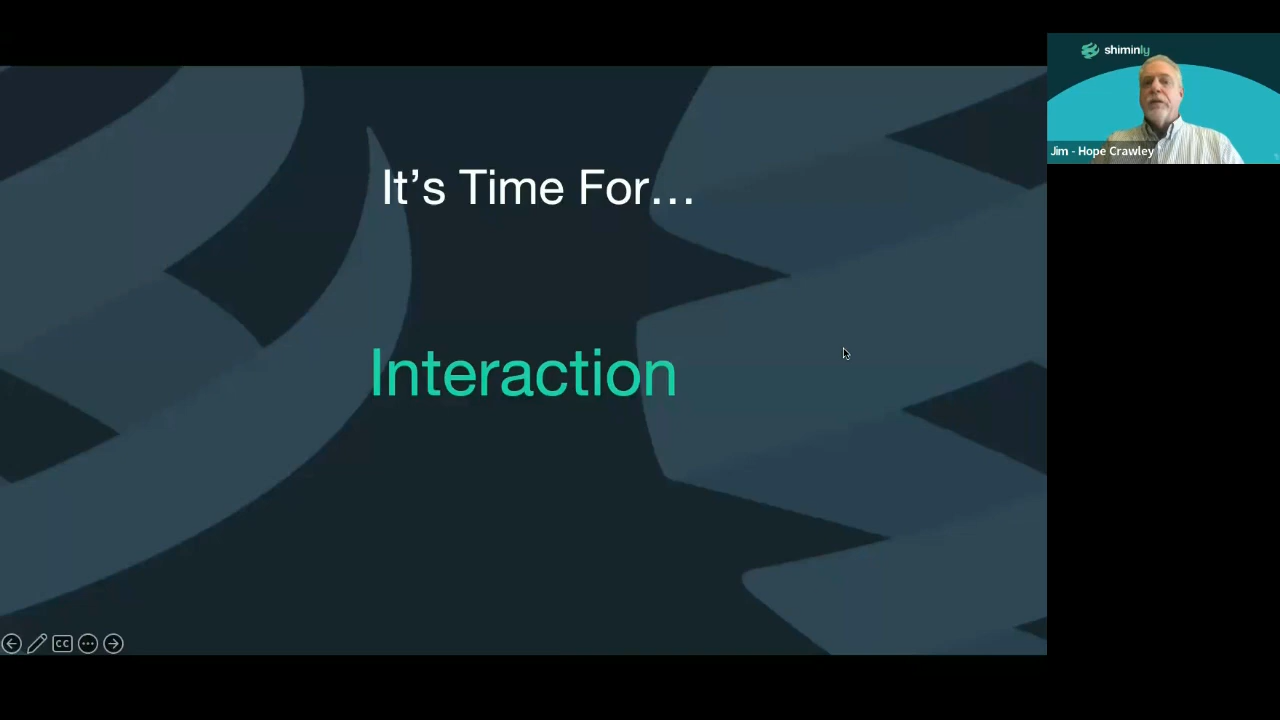 It’s Time For…
Interaction
shiminly
Jim - Hope Crawley
CC